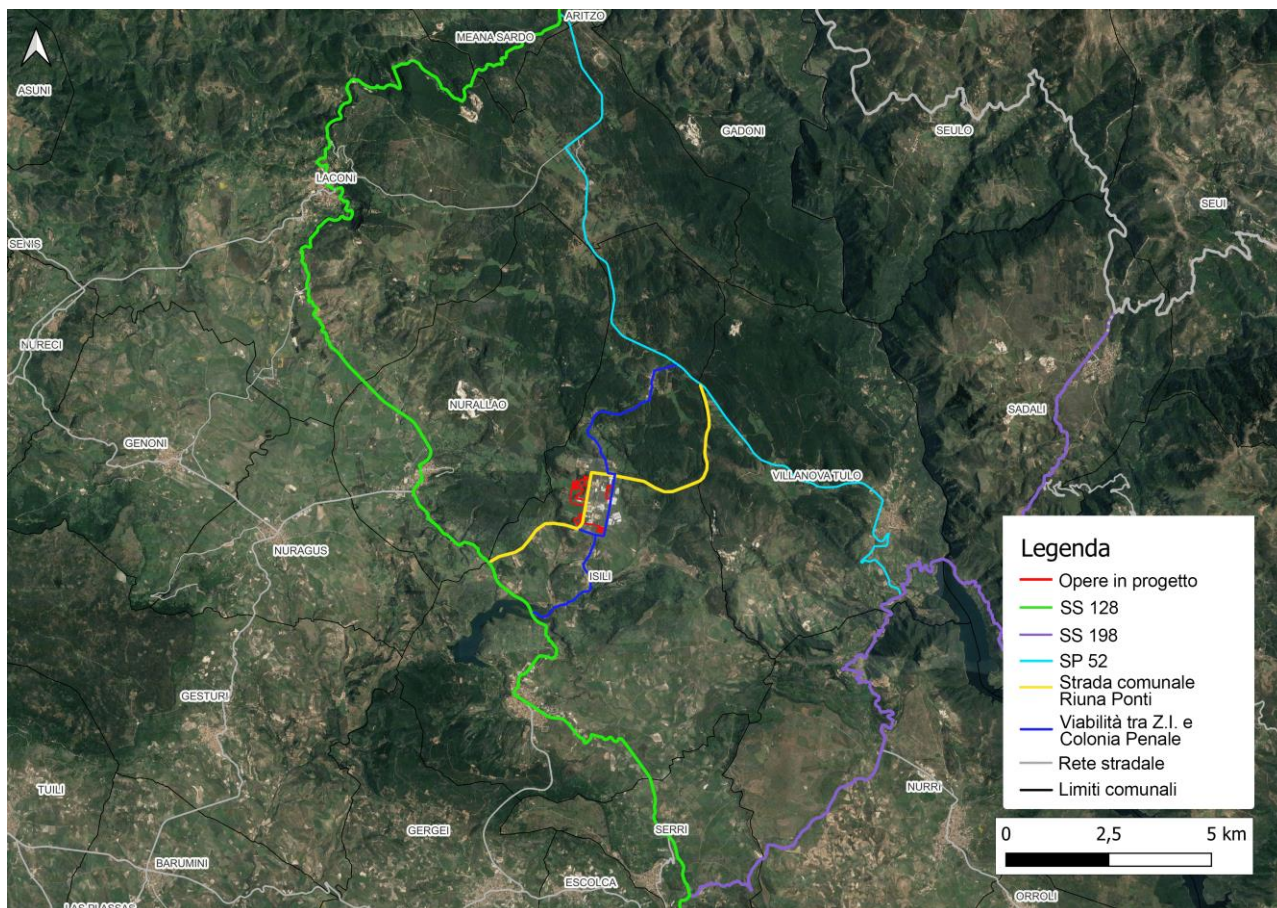 ARITZO
MEANA SARDO
ASUNI
GADONI
SEULO
LACONI
SEUI
SENIS
NURECI
NURALLAO
SADALI
GENONI
VILLANOVA TULO
NURAGUS
ISILI
GESTURI
TUILI
NURRI
GERGEI
SERRI
BARUMINI
ESCOLCA
ORROLI
LAS PLASSAS
Legenda
Opere in progetto
SS 128
SS 198
SP 52
Strada comunale
Riuna Ponti
Viabilità tra Z.I. e
Colonia Penale
Rete stradale
Limiti comunali
0 2,5 5 km